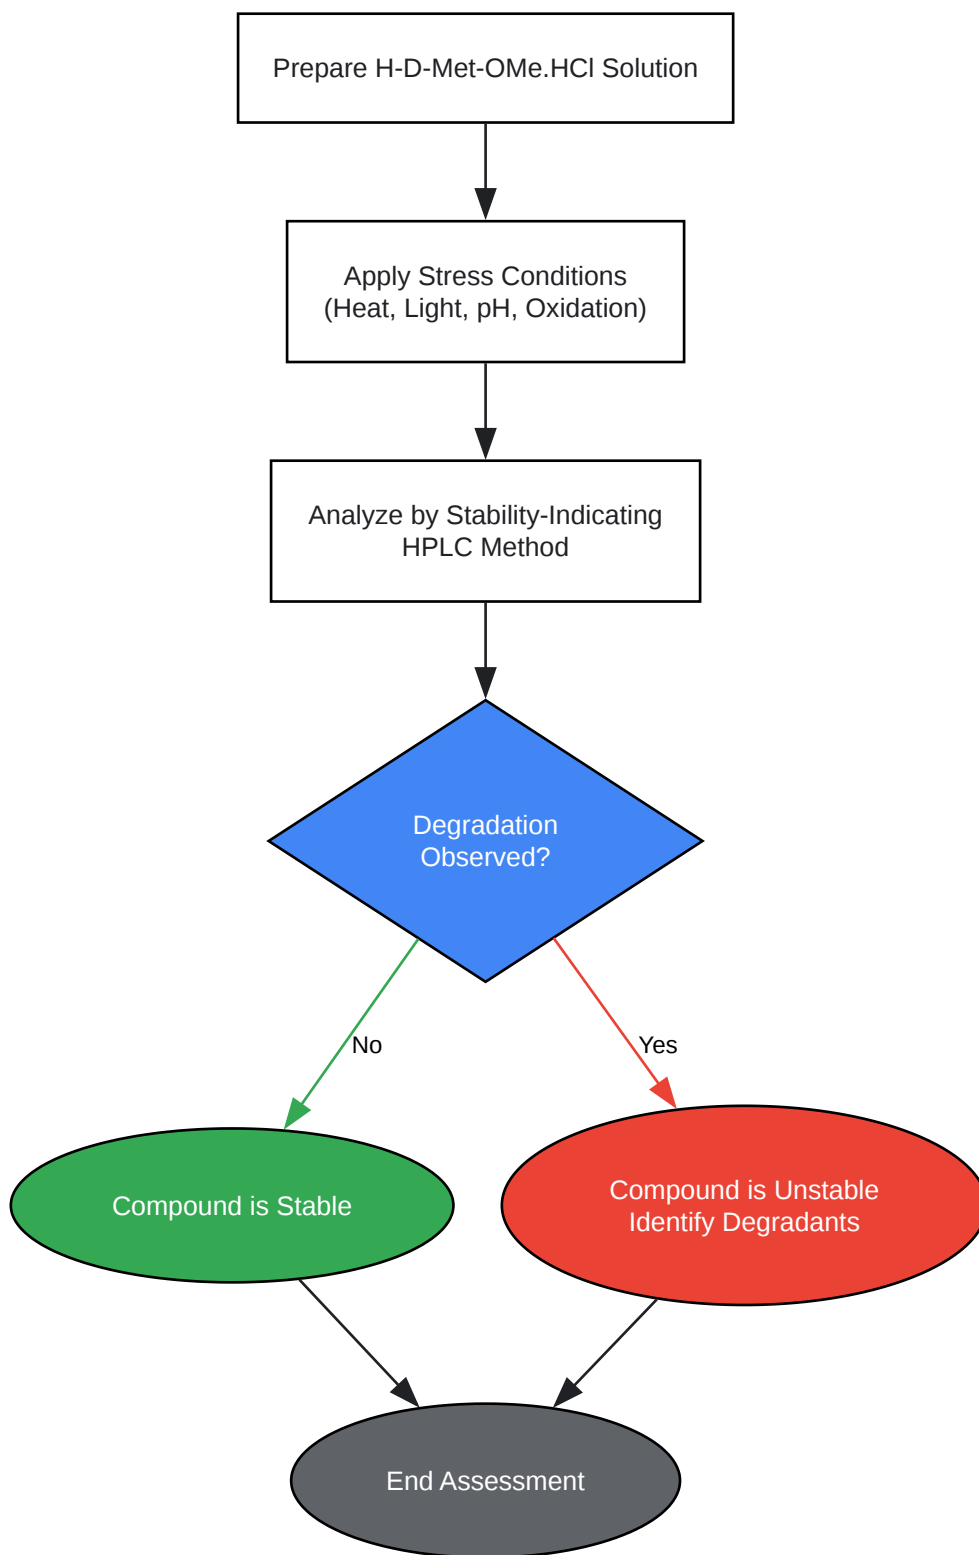 Prepare H-D-Met-OMe.HCl Solution
Apply Stress Conditions
(Heat, Light, pH, Oxidation)
Analyze by Stability-Indicating
HPLC Method
Degradation
Observed?
No
Yes
Compound is Stable
Compound is Unstable
Identify Degradants
End Assessment